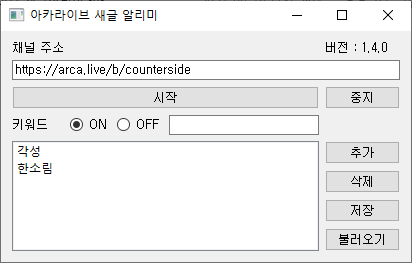 아카라이브 새글 알리미
채널 주소 버전 : 1.4.0
https://arca.live/b/counterside
시작 중지
키워드 ON OFF
각성 추가
한소림 삭제
저장
불러오기